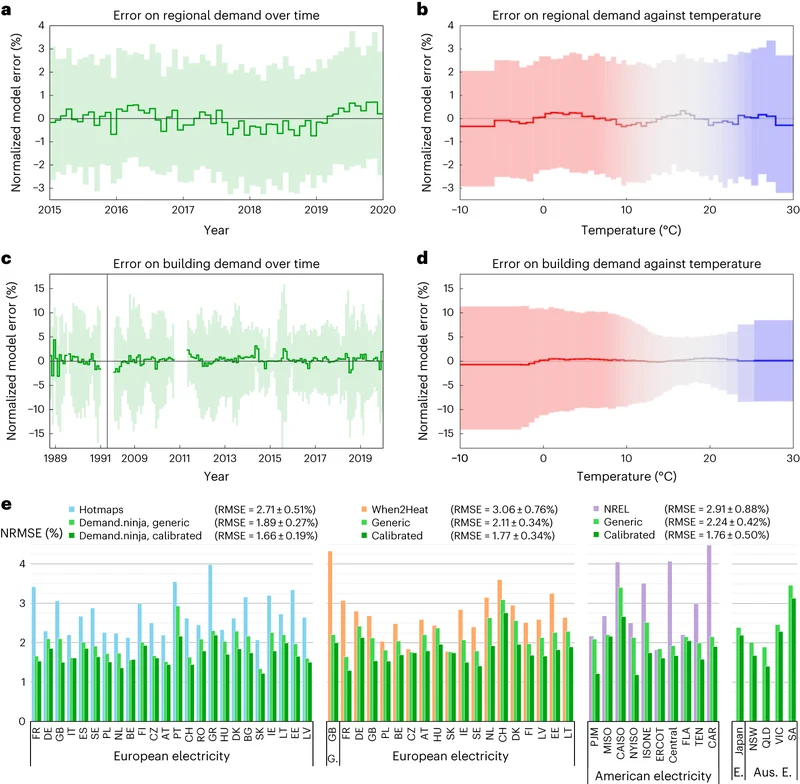 a
Error on regional demand over time
Normalized model error (%)
4
3
2
1
0
–1
–2
–3
2015
2016
2017
2018
2019
2020
Year
b
Error on regional demand against temperature
Normalized model error (%)
4
3
2
1
0
–1
–2
–3
–10
0
10
20
30
Temperature (°C)
c
Error on building demand over time
Normalized model error (%)
15
10
5
0
–5
–10
–15
1989
1991
2009
2011
2013
2015
2017
2019
Year
d
Error on building demand against temperature
Normalized model error (%)
15
10
5
0
–5
–10
–15
–10
0
10
20
30
Temperature (°C)
e
NRMSE (%)
Hotmaps (RMSE = 2.71 ± 0.51%)
Demand.ninja, generic (RMSE = 1.89 ± 0.27%)
Demand.ninja, calibrated (RMSE = 1.66 ± 0.19%)
When2Heat (RMSE = 3.06 ± 0.76%)
Generic (RMSE = 2.11 ± 0.34%)
Calibrated (RMSE = 1.77 ± 0.34%)
NREL (RMSE = 2.91 ± 0.88%)
Generic (RMSE = 2.24 ± 0.42%)
Calibrated (RMSE = 1.76 ± 0.50%)
4
3
2
1
0
FR DE GB IT ES SE PL NL BE FI CZ AT PT CH RO GR HU DK BG SK IE LT EE LV
European electricity
GB
G.
FR DE GB PL BE CZ AT HU SK IE SE NL CH DK FI LV EE LT
European electricity
PJM MISO CAISO NYISO ISONE ERCOT Central FLA TEN CAR
American electricity
Japan
E.
NSW QLD VIC SA
Aus. E.